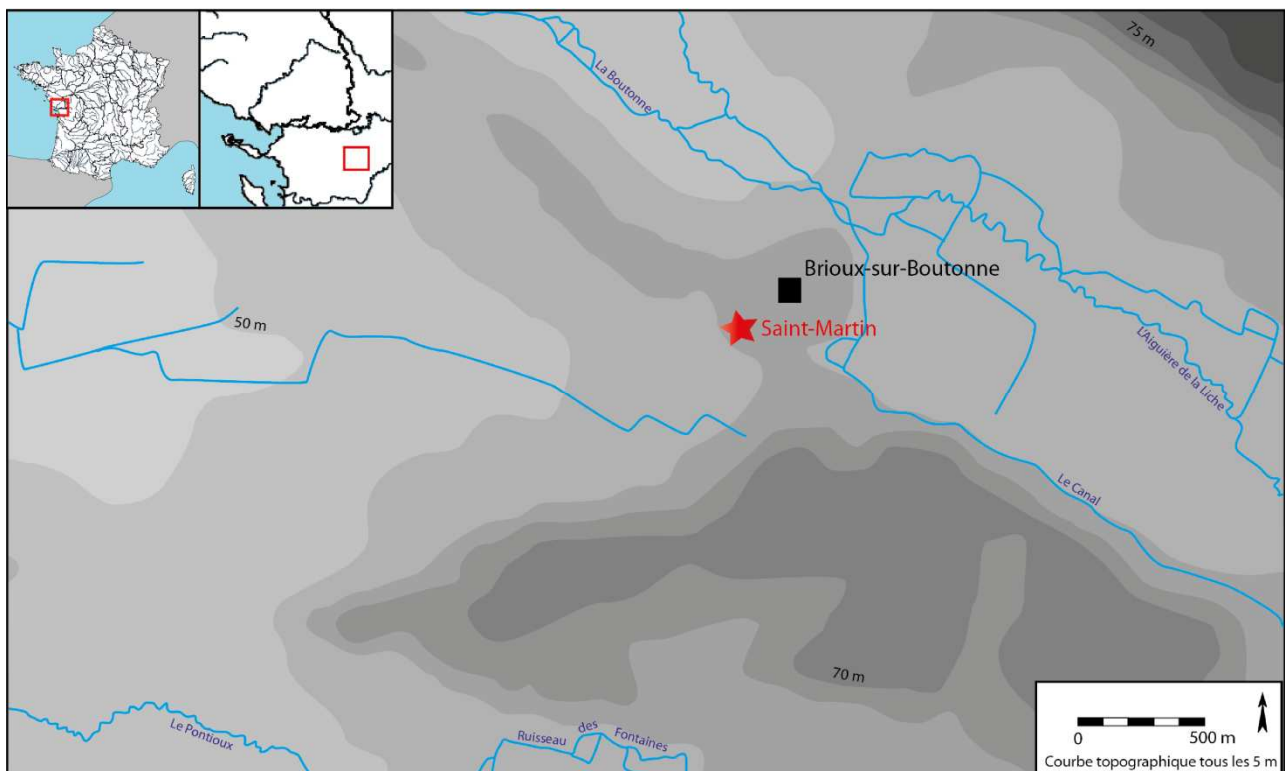 75 m
La Boutonne
Brioux-sur-Boutonne
Saint-Martin
50 m
L'Aiguière de la Liche
Le Canal
70 m
Le Pontioux
Ruisseau des Fontaines
0 500 m
Courbe topographique tous les 5 m